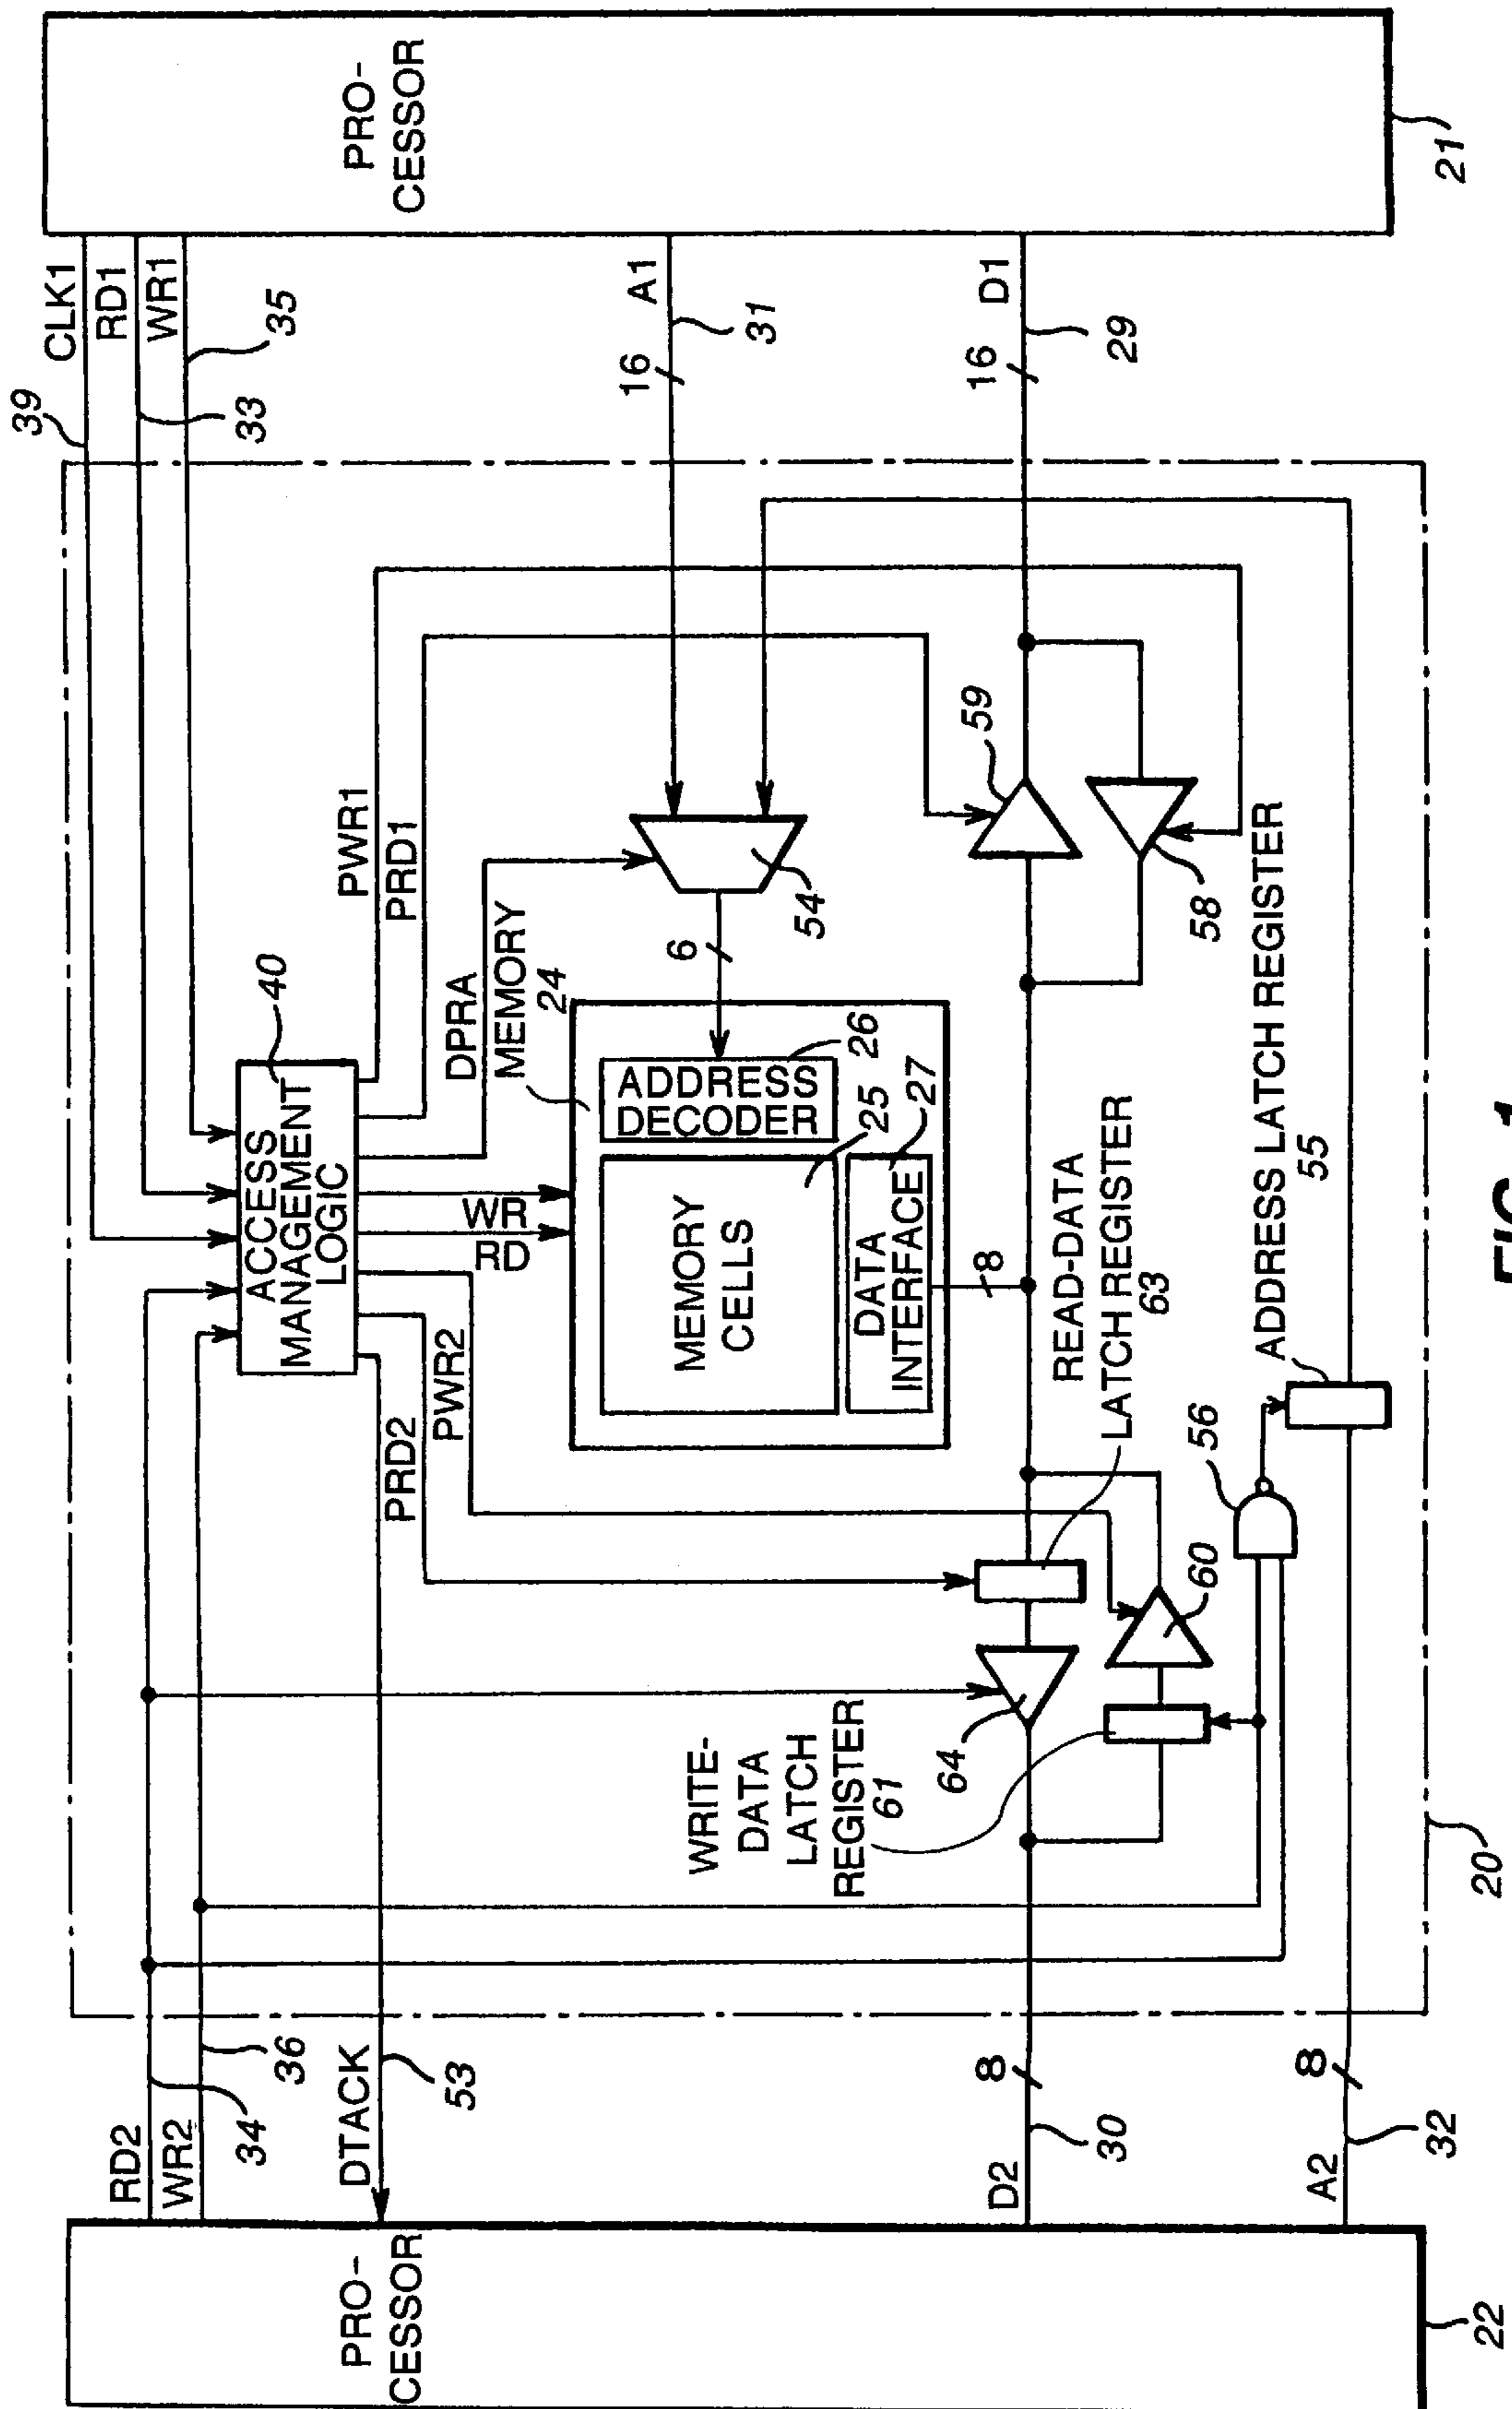 PRO-
CESSOR
22
RD2
WR2
34
36
DTACK
53
D2
30
8
A2
32
8
20
WRITE-
DATA
LATCH
REGISTER
61
64
60
56
PRD2
PWR2
ACCESS
MANAGEMENT
LOGIC
40
RD
WR
DPRA
MEMORY
24
MEMORY
CELLS
25
ADDRESS
DECODER
26
DATA
INTERFACE
27
8
6
54
READ-DATA
LATCH REGISTER
63
ADDRESS LATCH REGISTER
55
PWR1
PRD1
59
58
39
33
35
CLK1
RD1
WR1
16
A1
31
16
D1
29
PRO-
CESSOR
21